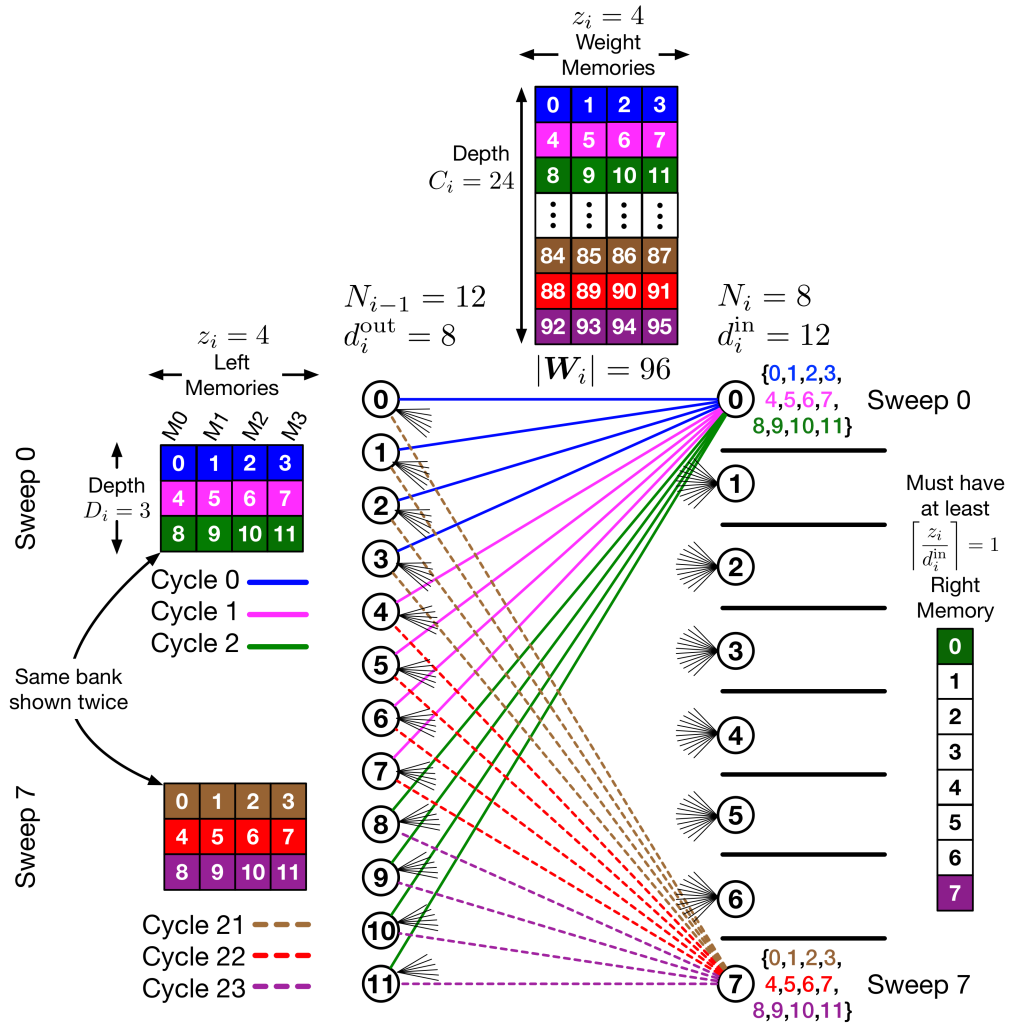 z_i = 4
Weight
Memories
0 1 2 3
4 5 6 7
8 9 10 11
⋮ ⋮ ⋮ ⋮
84 85 86 87
88 89 90 91
92 93 94 95
Depth
C_i = 24
|W_i| = 96
N_{i-1} = 12
d_i^{out} = 8
N_i = 8
d_i^{in} = 12
z_i = 4
Left
Memories
M0 M1 M2 M3
Sweep 0
Depth
D_i = 3
0 1 2 3
4 5 6 7
8 9 10 11
Cycle 0
Cycle 1
Cycle 2
Same bank
shown twice
Sweep 7
0 1 2 3
4 5 6 7
8 9 10 11
Cycle 21
Cycle 22
Cycle 23
0
1
2
3
4
5
6
7
8
9
10
11
0
{0,1,2,3,
4,5,6,7,
8,9,10,11}
Sweep 0
1
2
3
4
5
6
7
{0,1,2,3,
4,5,6,7,
8,9,10,11}
Sweep 7
Must have
at least
⌈z_i / d_i^{in}⌉ = 1
Right
Memory
0
1
2
3
4
5
6
7